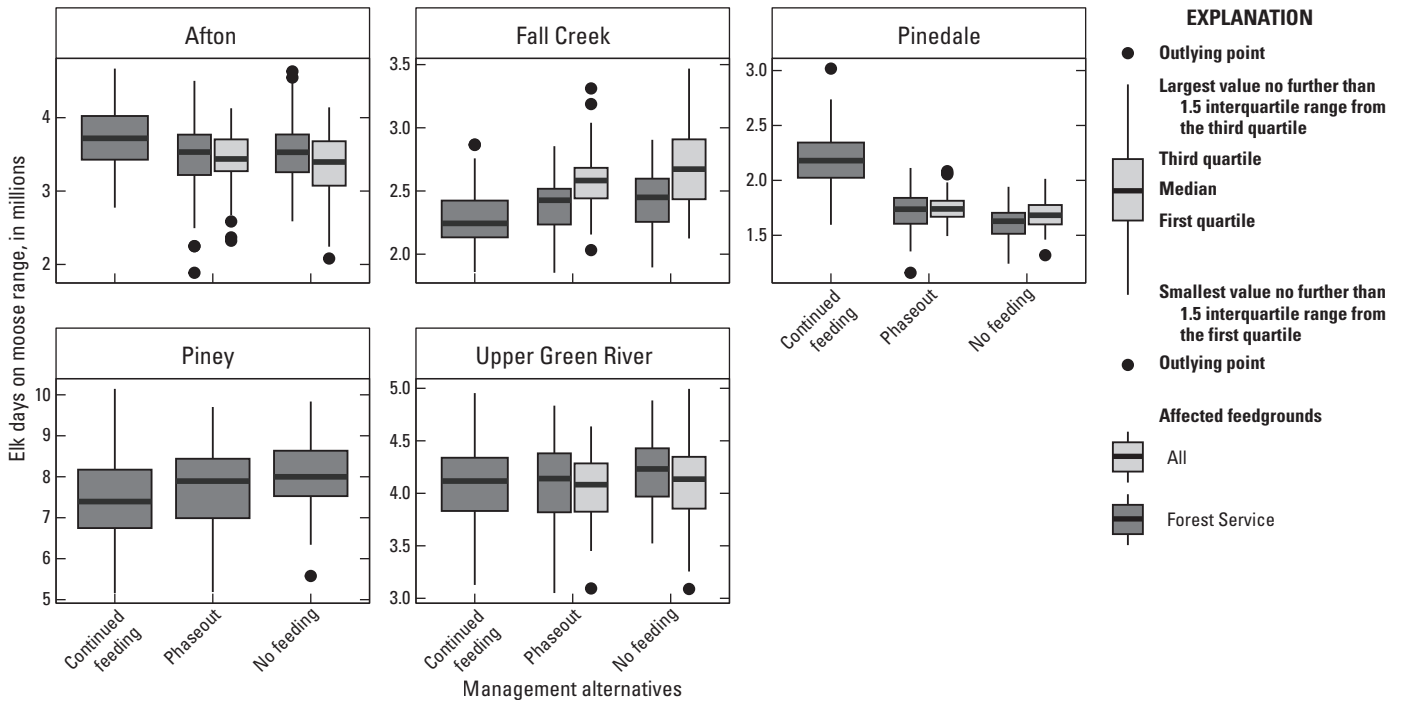 Elk days on moose range, in millions
Afton
4
3
2
Fall Creek
3.5
3.0
2.5
2.0
Pinedale
3.0
2.5
2.0
1.5
Continued
feeding
Phaseout
No feeding
Piney
10
9
8
7
6
5
Continued
feeding
Phaseout
No feeding
Upper Green River
5.0
4.5
4.0
3.5
3.0
Continued
feeding
Phaseout
No feeding
Management alternatives
EXPLANATION
Outlying point
Largest value no further than
1.5 interquartile range from
the third quartile
Third quartile
Median
First quartile
Smallest value no further than
1.5 interquartile range from
the first quartile
Outlying point
Affected feedgrounds
All
Forest Service